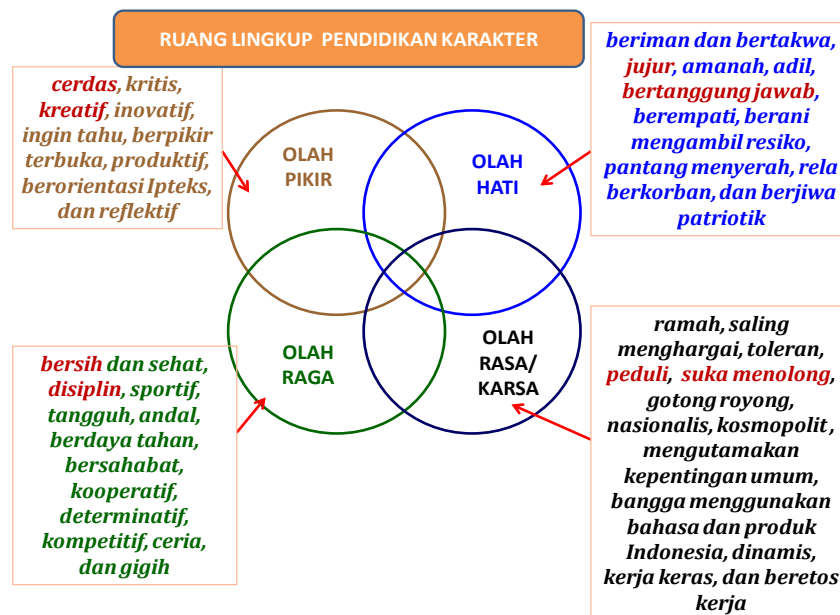 RUANG LINGKUP PENDIDIKAN KARAKTER
cerdas, kritis,
kreatif, inovatif,
ingin tahu, berpikir
terbuka, produktif,
berorientasi Ipteks,
dan reflektif
OLAH
PIKIR
OLAH
HATI
beriman dan bertakwa,
jujur, amanah, adil,
bertanggung jawab,
berempati, berani
mengambil resiko,
pantang menyerah, rela
berkorban, dan berjiwa
patriotik
bersih dan sehat,
disiplin, sportif,
tangguh, andal,
berdaya tahan,
bersahabat,
kooperatif,
determinatif,
kompetitif, ceria,
dan gigih
OLAH
RAGA
OLAH
RASA/
KARSA
ramah, saling
menghargai, toleran,
peduli, suka menolong,
gotong royong,
nasionalis, kosmopolit ,
mengutamakan
kepentingan umum,
bangga menggunakan
bahasa dan produk
Indonesia, dinamis,
kerja keras, dan beretos
kerja